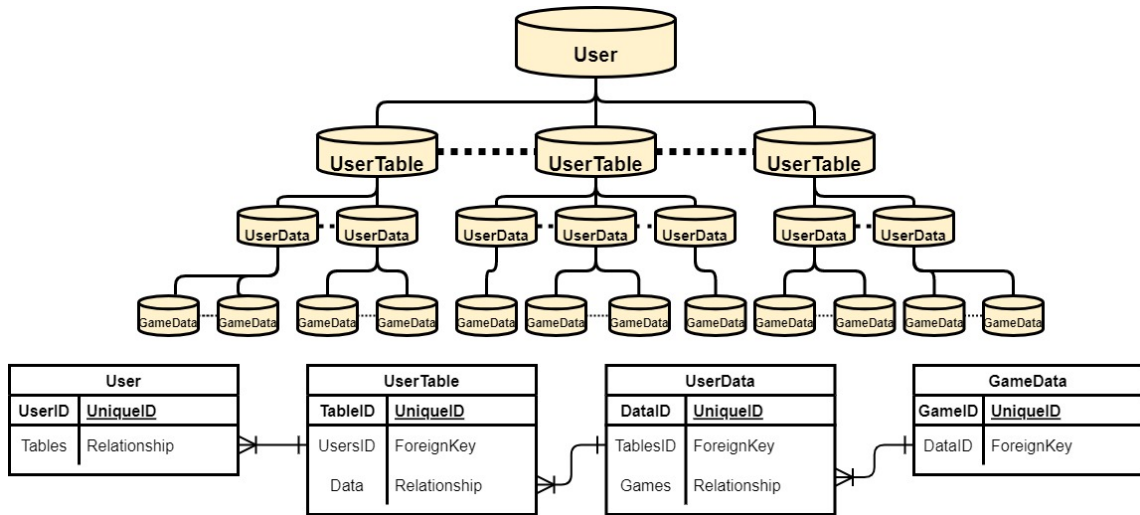 User
UserTable UserTable UserTable
UserData UserData UserData UserData UserData UserData UserData
GameData GameData GameData GameData GameData GameData GameData GameData GameData GameData GameData GameData
User
UserID UniqueID
Tables Relationship
UserTable
TableID UniqueID
UsersID ForeignKey
Data Relationship
UserData
DataID UniqueID
TablesID ForeignKey
Games Relationship
GameData
GameID UniqueID
DataID ForeignKey